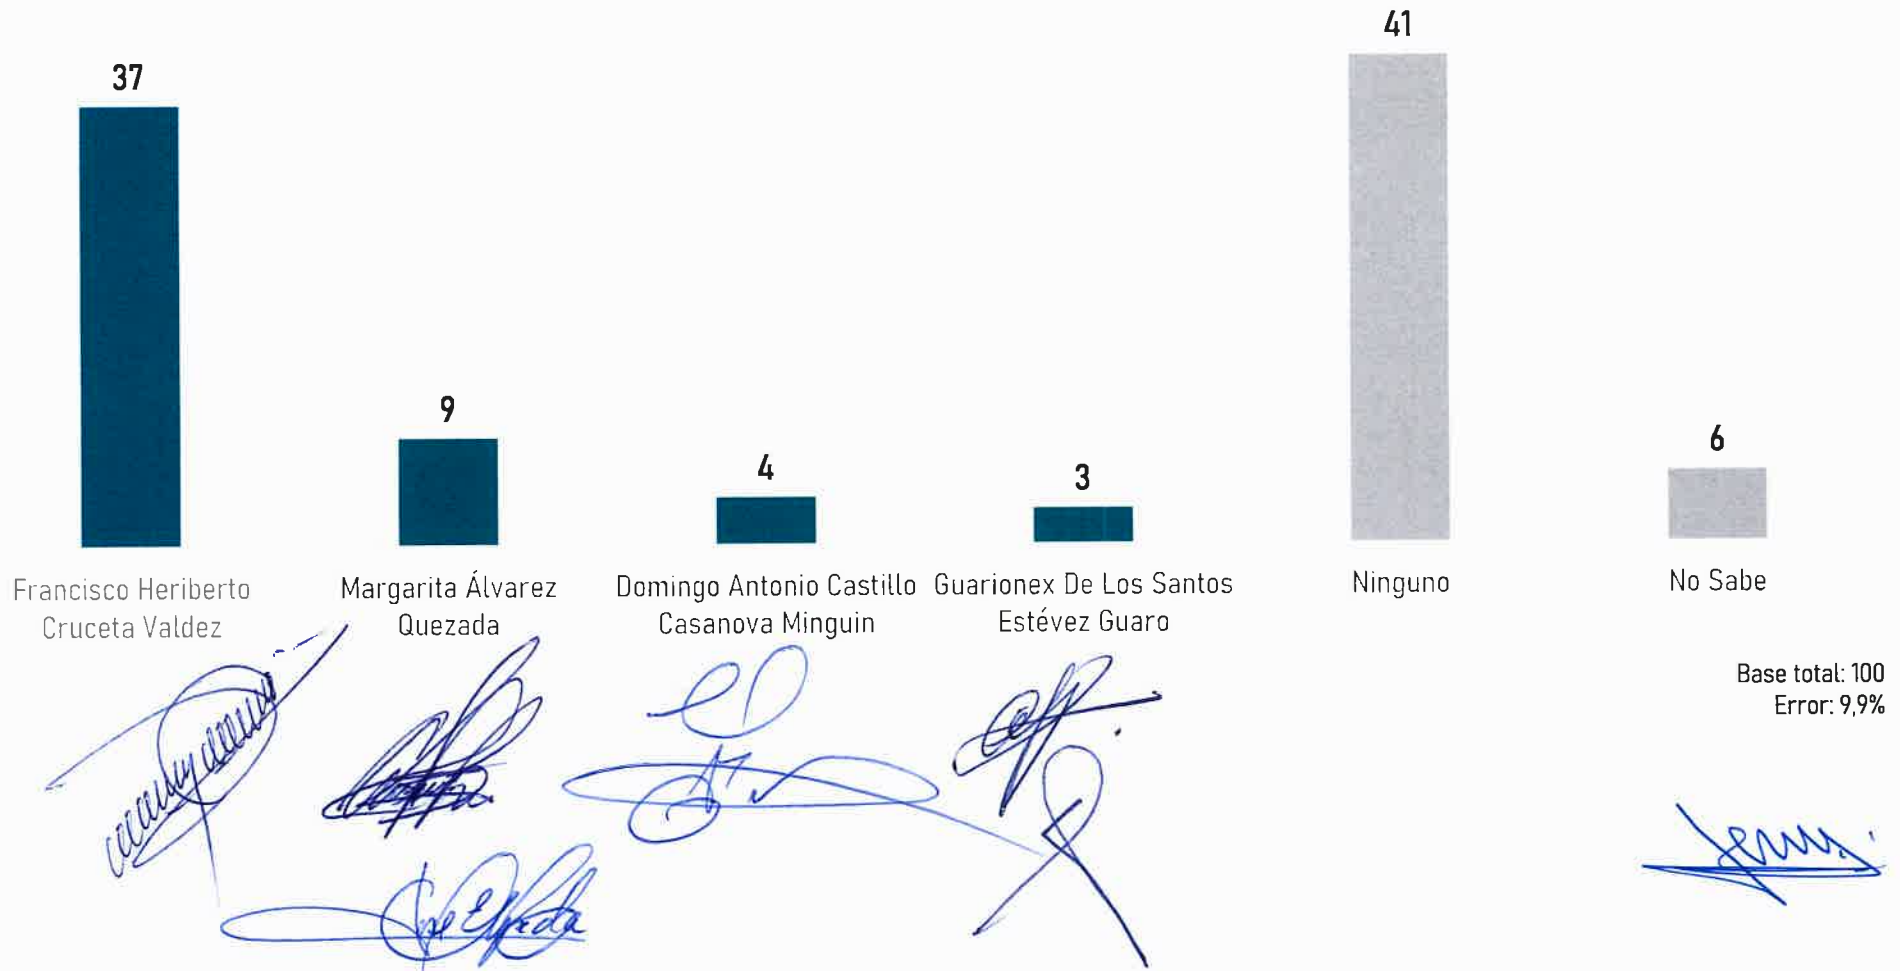 37
9
4
3
41
6
Francisco Heriberto
Cruceta Valdez
Margarita Álvarez
Quezada
Domingo Antonio Castillo
Casanova Minguin
Guarionex De Los Santos
Estévez Guaro
Ninguno
No Sabe
Base total: 100
Error: 9,9%